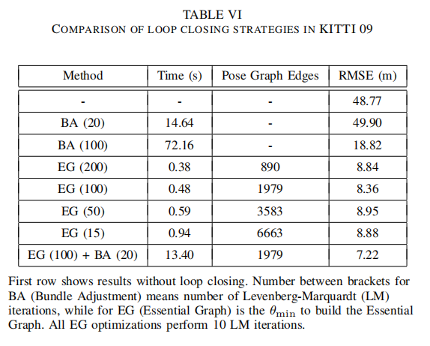 TABLE VI
COMPARISON OF LOOP CLOSING STRATEGIES IN KITTI 09
Method Time (s) Pose Graph Edges RMSE (m)
- - - 48.77
BA (20) 14.64 - 49.90
BA (100) 72.16 - 18.82
EG (200) 0.38 890 8.84
EG (100) 0.48 1979 8.36
EG (50) 0.59 3583 8.95
EG (15) 0.94 6663 8.88
EG (100) + BA (20) 13.40 1979 7.22
First row shows results without loop closing. Number between brackets for
BA (Bundle Adjustment) means number of Levenberg-Marquardt (LM)
iterations, while for EG (Essential Graph) is the θmin to build the Essential
Graph. All EG optimizations perform 10 LM iterations.